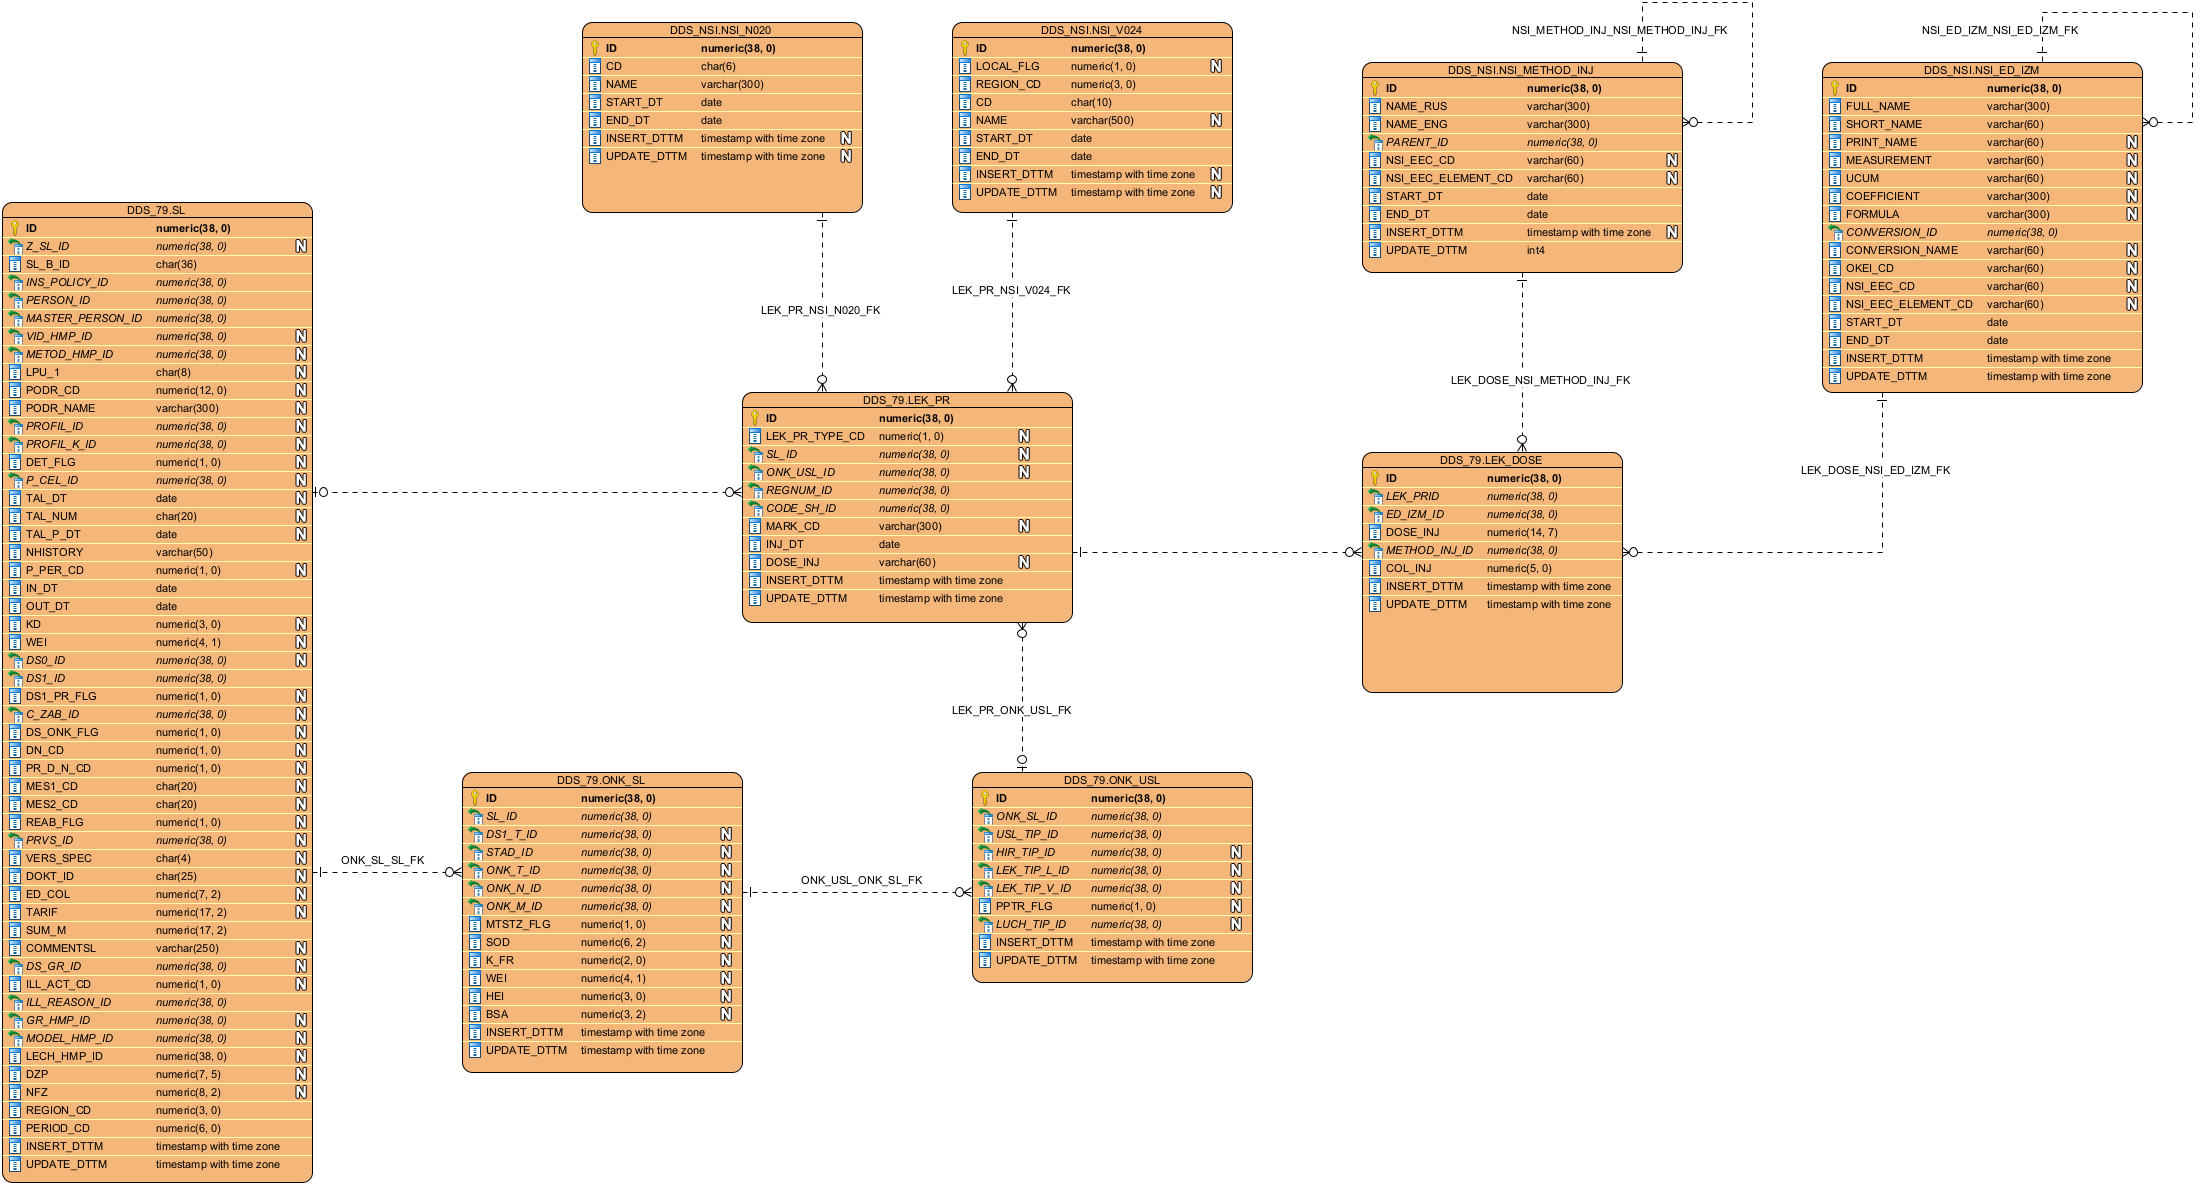 DDS_NSI.NSI_N020
ID numeric(38, 0)
CD char(6)
NAME varchar(300)
START_DT date
END_DT date
INSERT_DTTM timestamp with time zone N
UPDATE_DTTM timestamp with time zone N
DDS_NSI.NSI_V024
ID numeric(38, 0)
LOCAL_FLG numeric(1, 0) N
REGION_CD numeric(3, 0)
CD char(10)
NAME varchar(500) N
START_DT date
END_DT date
INSERT_DTTM timestamp with time zone N
UPDATE_DTTM timestamp with time zone N
NSI_METHOD_INJ_NSI_METHOD_INJ_FK
DDS_NSI.NSI_METHOD_INJ
ID numeric(38, 0)
NAME_RUS varchar(300)
NAME_ENG varchar(300)
PARENT_ID numeric(38, 0)
NSI_EEC_CD varchar(60) N
NSI_EEC_ELEMENT_CD varchar(60) N
START_DT date
END_DT date
INSERT_DTTM timestamp with time zone N
UPDATE_DTTM int4
NSI_ED_IZM_NSI_ED_IZM_FK
DDS_NSI.NSI_ED_IZM
ID numeric(38, 0)
FULL_NAME varchar(300)
SHORT_NAME varchar(60)
PRINT_NAME varchar(60) N
MEASUREMENT varchar(60) N
UCUM varchar(60) N
COEFFICIENT varchar(300) N
FORMULA varchar(300) N
CONVERSION_ID numeric(38, 0)
CONVERSION_NAME varchar(60) N
OKEI_CD varchar(60) N
NSI_EEC_CD varchar(60) N
NSI_EEC_ELEMENT_CD varchar(60) N
START_DT date
END_DT date
INSERT_DTTM timestamp with time zone
UPDATE_DTTM timestamp with time zone
DDS_79.SL
ID numeric(38, 0)
Z_SL_ID numeric(38, 0) N
SL_B_ID char(36)
INS_POLICY_ID numeric(38, 0)
PERSON_ID numeric(38, 0)
MASTER_PERSON_ID numeric(38, 0)
VID_HMP_ID numeric(38, 0) N
METOD_HMP_ID numeric(38, 0) N
LPU_1 char(8) N
PODR_CD numeric(12, 0) N
PODR_NAME varchar(300) N
PROFIL_ID numeric(38, 0) N
PROFIL_K_ID numeric(38, 0) N
DET_FLG numeric(1, 0) N
P_CEL_ID numeric(38, 0) N
TAL_DT date N
TAL_NUM char(20) N
TAL_P_DT date N
NHISTORY varchar(50)
P_PER_CD numeric(1, 0) N
IN_DT date
OUT_DT date
KD numeric(3, 0) N
WEI numeric(4, 1) N
DS0_ID numeric(38, 0) N
DS1_ID numeric(38, 0)
DS1_PR_FLG numeric(1, 0) N
C_ZAB_ID numeric(38, 0) N
DS_ONK_FLG numeric(1, 0) N
DN_CD numeric(1, 0) N
PR_D_N_CD numeric(1, 0) N
MES1_CD char(20) N
MES2_CD char(20) N
REAB_FLG numeric(1, 0) N
PRVS_ID numeric(38, 0) N
VERS_SPEC char(4) N
DOKT_ID char(25) N
ED_COL numeric(7, 2) N
TARIF numeric(17, 2) N
SUM_M numeric(17, 2)
COMMENTSL varchar(250) N
DS_GR_ID numeric(38, 0) N
ILL_ACT_CD numeric(1, 0) N
ILL_REASON_ID numeric(38, 0)
GR_HMP_ID numeric(38, 0) N
MODEL_HMP_ID numeric(38, 0) N
LECH_HMP_ID numeric(38, 0) N
DZP numeric(7, 5) N
NFZ numeric(8, 2) N
REGION_CD numeric(3, 0)
PERIOD_CD numeric(6, 0)
INSERT_DTTM timestamp with time zone
UPDATE_DTTM timestamp with time zone
LEK_PR_NSI_N020_FK
LEK_PR_NSI_V024_FK
LEK_DOSE_NSI_METHOD_INJ_FK
LEK_DOSE_NSI_ED_IZM_FK
DDS_79.LEK_PR
ID numeric(38, 0)
LEK_PR_TYPE_CD numeric(1, 0) N
SL_ID numeric(38, 0) N
ONK_USL_ID numeric(38, 0) N
REGNUM_ID numeric(38, 0)
CODE_SH_ID numeric(38, 0)
MARK_CD varchar(300) N
INJ_DT date
DOSE_INJ varchar(60) N
INSERT_DTTM timestamp with time zone
UPDATE_DTTM timestamp with time zone
DDS_79.LEK_DOSE
ID numeric(38, 0)
LEK_PRID numeric(38, 0)
ED_IZM_ID numeric(38, 0)
DOSE_INJ numeric(14, 7)
METHOD_INJ_ID numeric(38, 0)
COL_INJ numeric(5, 0)
INSERT_DTTM timestamp with time zone
UPDATE_DTTM timestamp with time zone
LEK_PR_ONK_USL_FK
ONK_SL_SL_FK
DDS_79.ONK_SL
ID numeric(38, 0)
SL_ID numeric(38, 0)
DS1_T_ID numeric(38, 0) N
STAD_ID numeric(38, 0) N
ONK_T_ID numeric(38, 0) N
ONK_N_ID numeric(38, 0) N
ONK_M_ID numeric(38, 0) N
MTSTZ_FLG numeric(1, 0) N
SOD numeric(6, 2) N
K_FR numeric(2, 0) N
WEI numeric(4, 1) N
HEI numeric(3, 0) N
BSA numeric(3, 2) N
INSERT_DTTM timestamp with time zone
UPDATE_DTTM timestamp with time zone
ONK_USL_ONK_SL_FK
DDS_79.ONK_USL
ID numeric(38, 0)
ONK_SL_ID numeric(38, 0)
USL_TIP_ID numeric(38, 0)
HIR_TIP_ID numeric(38, 0) N
LEK_TIP_L_ID numeric(38, 0) N
LEK_TIP_V_ID numeric(38, 0) N
PPTR_FLG numeric(1, 0) N
LUCH_TIP_ID numeric(38, 0) N
INSERT_DTTM timestamp with time zone
UPDATE_DTTM timestamp with time zone